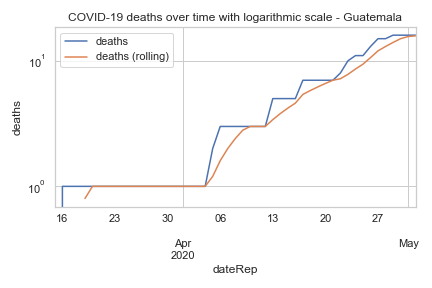 COVID-19 deaths over time with logarithmic scale - Guatemala
deaths
deaths (rolling)
10¹
10⁰
deaths
16 23 30 06 13 20 27
Apr May
2020
dateRep